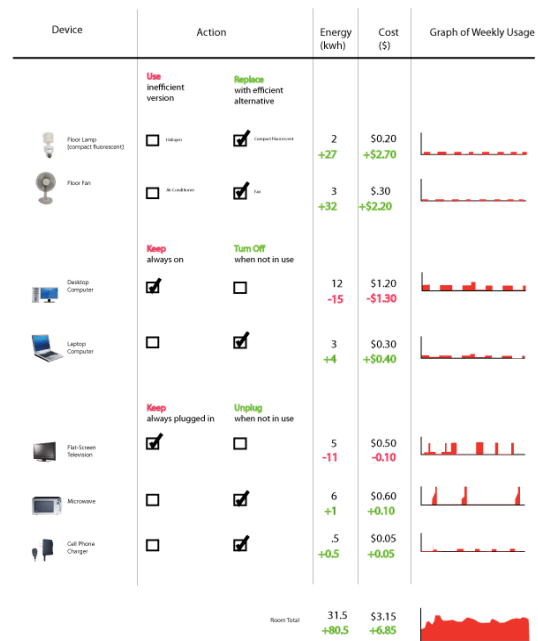 Device Action Energy (kwh) Cost ($) Graph of Weekly Usage
Use inefficient version Replace with efficient alternative
Floor Lamp (compact fluorescent) Halogen Compact Fluorescent 2 $0.20
+27 +$2.70
Floor Fan Air Conditioner Fan 3 $.30
+32 +$2.20
Keep always on Turn Off when not in use
Desktop Computer 12 $1.20
-15 -$1.30
Laptop Computer 3 $0.30
+4 +$0.40
Keep always plugged in Unplug when not in use
Flat-Screen Television 5 $0.50
-11 -0.10
Microwave 6 $0.60
+1 +0.10
Cell Phone Charger .5 $0.05
+0.5 +0.05
Room Total 31.5 $3.15
+80.5 +6.85